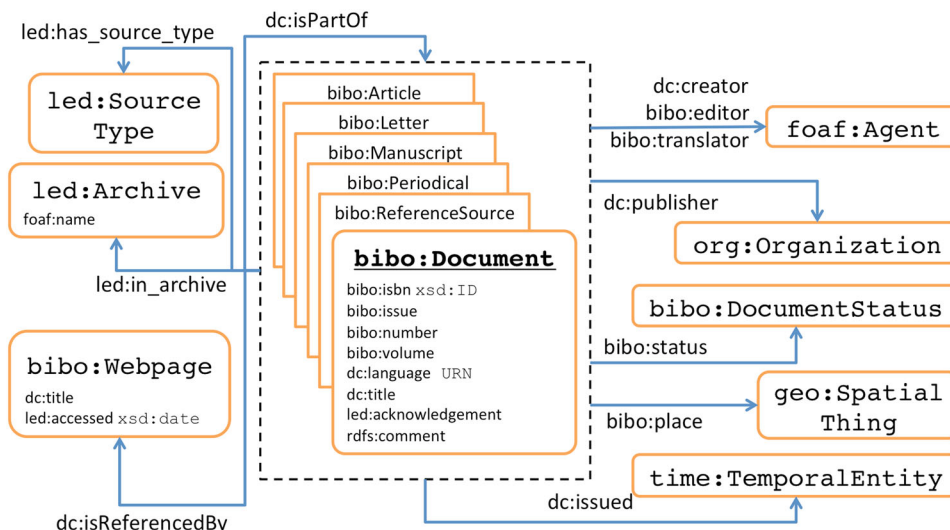 dc:isPartOf
led:has_source_type
led:Source
Type
led:Archive
foaf:name
led:in_archive
bibo:Webpage
dc:title
led:accessed xsd:date
dc:isReferencedBy
bibo:Article
bibo:Letter
bibo:Manuscript
bibo:Periodical
bibo:ReferenceSource
bibo:Document
bibo:isbn xsd:ID
bibo:issue
bibo:number
bibo:volume
dc:language URN
dc:title
led:acknowledgement
rdfs:comment
dc:creator
bibo:editor
bibo:translator
foaf:Agent
dc:publisher
org:Organization
bibo:DocumentStatus
bibo:status
geo:Spatial
Thing
bibo:place
time:TemporalEntity
dc:issued